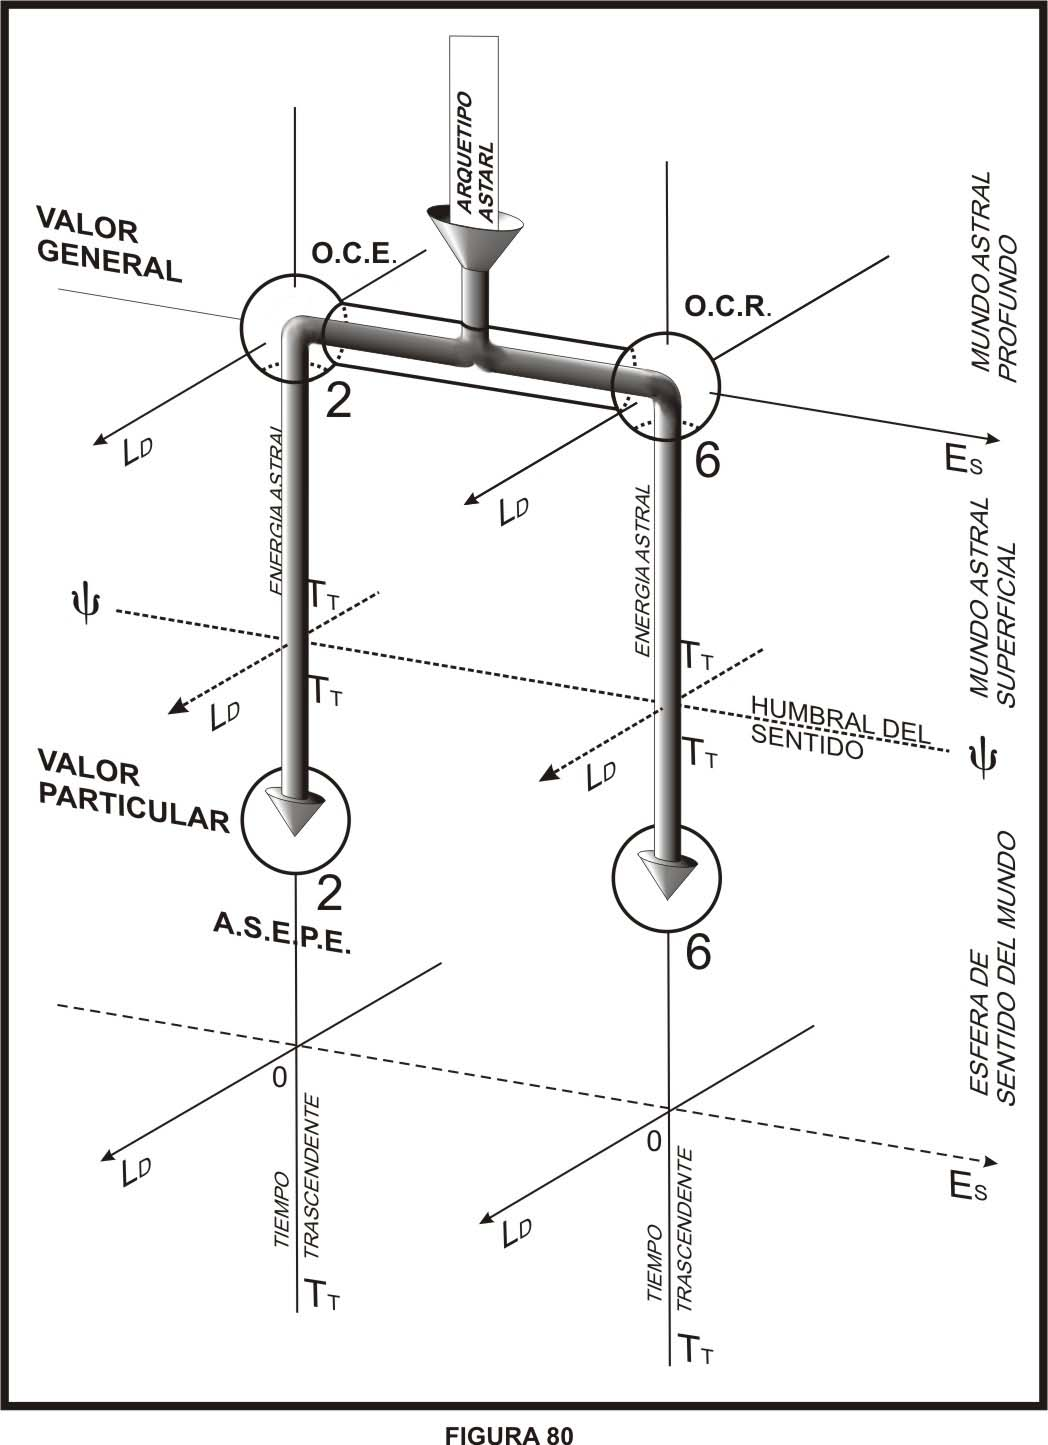 ARQUETIPO
ASTARL
VALOR
GENERAL
O.C.E.
O.C.R.
MUNDO ASTRAL
PROFUNDO
2
6
LD
LD
ES
ENERGIA ASTRAL
ENERGIA ASTRAL
MUNDO ASTRAL
SUPERFICIAL
ψ
TT
TT
TT
TT
LD
LD
HUMBRAL DEL
SENTIDO
ψ
VALOR
PARTICULAR
2
6
A.S.E.P.E.
ESFERA DE
SENTIDO DEL MUNDO
0
0
LD
LD
ES
TIEMPO
TRASCENDENTE
TIEMPO
TRASCENDENTE
TT
TT
FIGURA 80